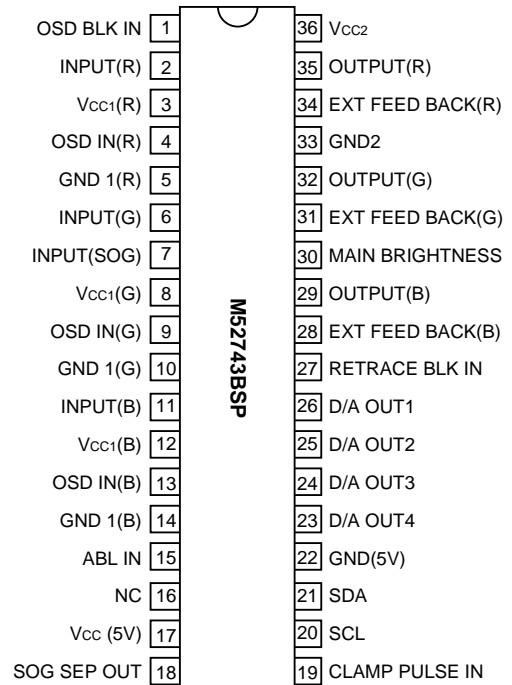 OSD BLK IN 1 36 Vcc2
INPUT(R) 2 35 OUTPUT(R)
Vcc1(R) 3 34 EXT FEED BACK(R)
OSD IN(R) 4 33 GND2
GND 1(R) 5 32 OUTPUT(G)
INPUT(G) 6 31 EXT FEED BACK(G)
INPUT(SOG) 7 30 MAIN BRIGHTNESS
Vcc1(G) 8 29 OUTPUT(B)
OSD IN(G) 9 28 EXT FEED BACK(B)
GND 1(G) 10 27 RETRACE BLK IN
INPUT(B) 11 26 D/A OUT1
Vcc1(B) 12 25 D/A OUT2
OSD IN(B) 13 24 D/A OUT3
GND 1(B) 14 23 D/A OUT4
ABL IN 15 22 GND(5V)
NC 16 21 SDA
Vcc (5V) 17 20 SCL
SOG SEP OUT 18 19 CLAMP PULSE IN
M52743BSP